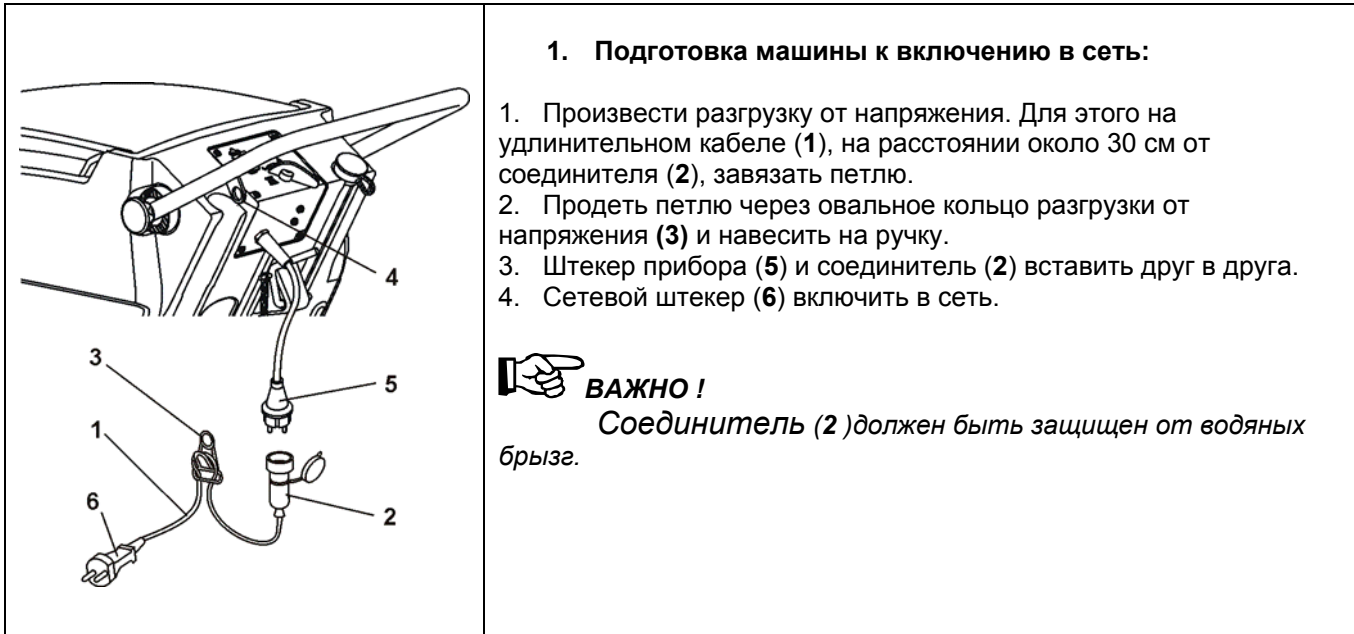 1. Подготовка машины к включению в сеть:
1. Произвести разгрузку от напряжения. Для этого на
удлинительном кабеле (1), на расстоянии около 30 см от
соединителя (2), завязать петлю.
2. Продеть петлю через овальное кольцо разгрузки от
напряжения (3) и навесить на ручку.
3. Штекер прибора (5) и соединитель (2) вставить друг в друга.
4. Сетевой штекер (6) включить в сеть.
ВАЖНО !
Соединитель (2 )должен быть защищен от водяных
брызг.
4
3
5
1
6
2